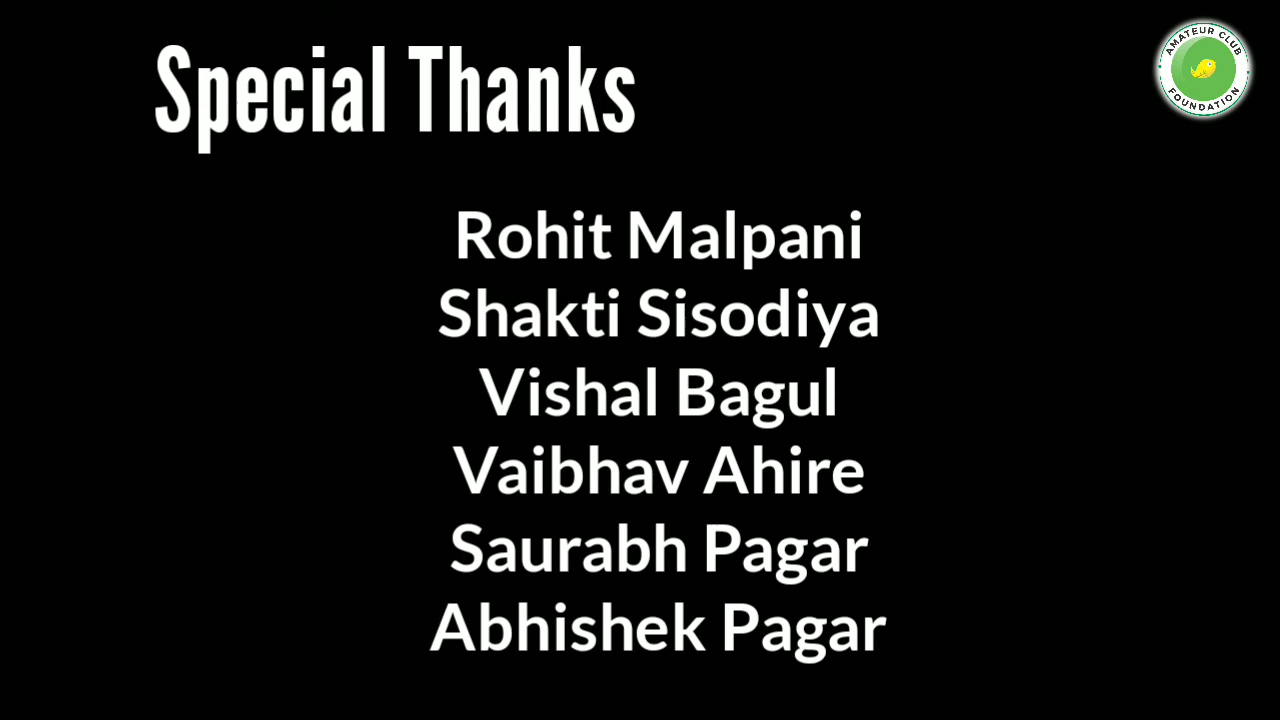 Special Thanks
AMATEUR CLUB
FOUNDATION
Rohit Malpani
Shakti Sisodiya
Vishal Bagul
Vaibhav Ahire
Saurabh Pagar
Abhishek Pagar